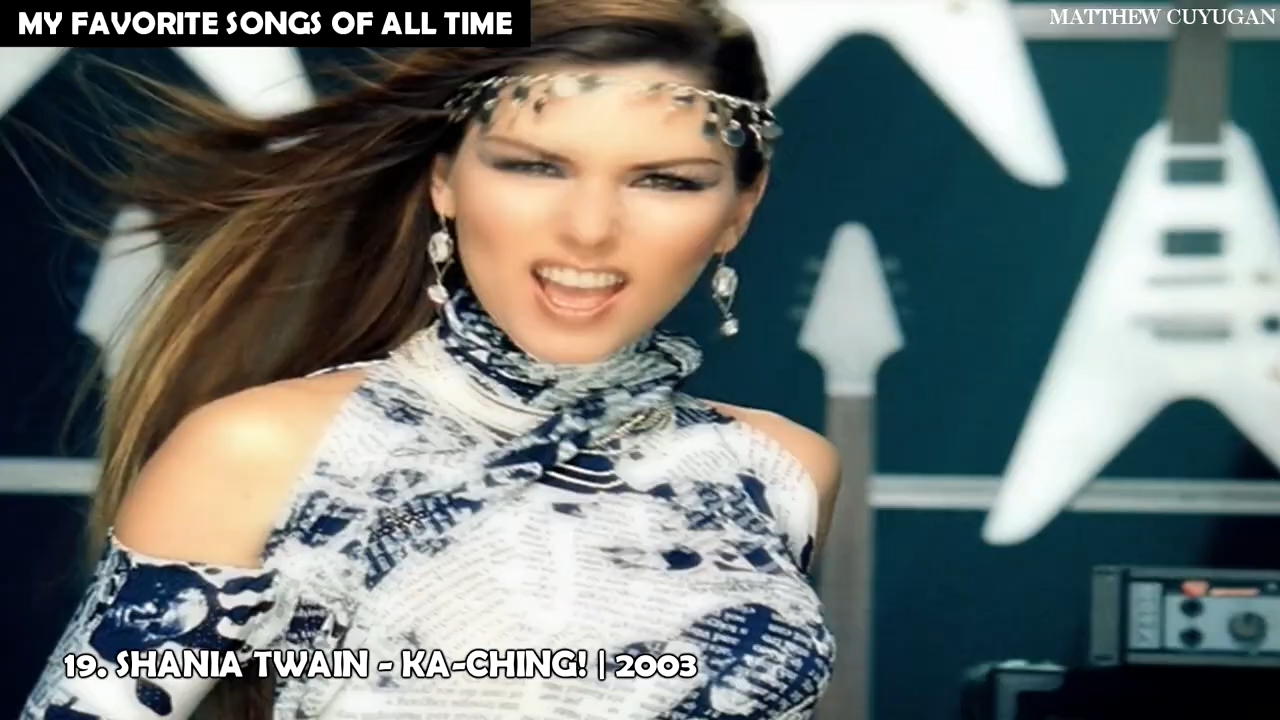 MY FAVORITE SONGS OF ALL TIME
MATTHEW CUYUGAN
19. SHANIA TWAIN - KA-CHING! | 2003